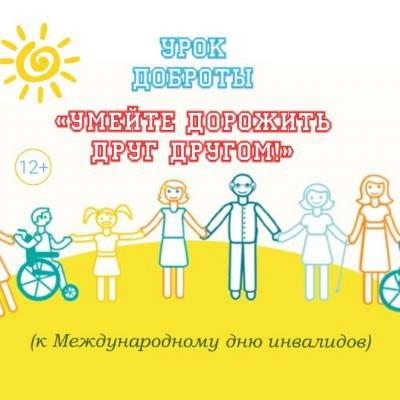 УРОК
ДОБРОТЫ
«УМЕЙТЕ ДОРОЖИТЬ
ДРУГ ДРУГОМ!»
12+
(к Международному дню инвалидов)